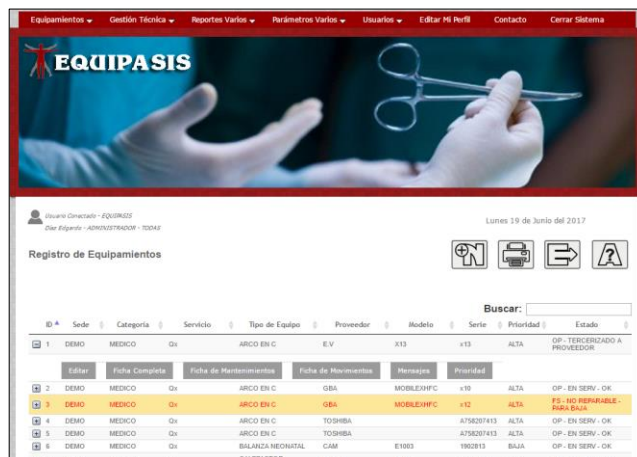 Equipamientos Gestión Técnica Reportes Varios Parámetros Varios Usuarios Editar Mi Perfil Contacto Cerrar Sistema
EQUIPASIS
Usuario Conectado - EQUIPASIS
Díaz Edgardo - ADMINISTRADOR - TODAS
Lunes 19 de Junio del 2017
Registro de Equipamientos
N ?
Buscar:
ID Sede Categoría Servicio Tipo de Equipo Proveedor Modelo Serie Prioridad Estado
1 DEMO MEDICO Qx ARCO EN C E.V X13 x13 ALTA OP - TERCERIZADO A PROVEEDOR
Editar Ficha Completa Ficha de Mantenimientos Ficha de Movimientos Mensajes Prioridad
2 DEMO MEDICO Qx ARCO EN C GBA MOBILEXHFC x10 ALTA OP - EN SERV - OK
3 DEMO MEDICO Qx ARCO EN C GBA MOBILEXHFC x12 ALTA FS - NO REPARABLE - PARA BAJA
4 DEMO MEDICO Qx ARCO EN C TOSHIBA A758207413 ALTA OP - EN SERV - OK
5 DEMO MEDICO Qx ARCO EN C TOSHIBA A758207413 ALTA OP - EN SERV - OK
6 DEMO MEDICO Qx BALANZA NEONATAL CAM E1003 1902813 BAJA OP - EN SERV - OK